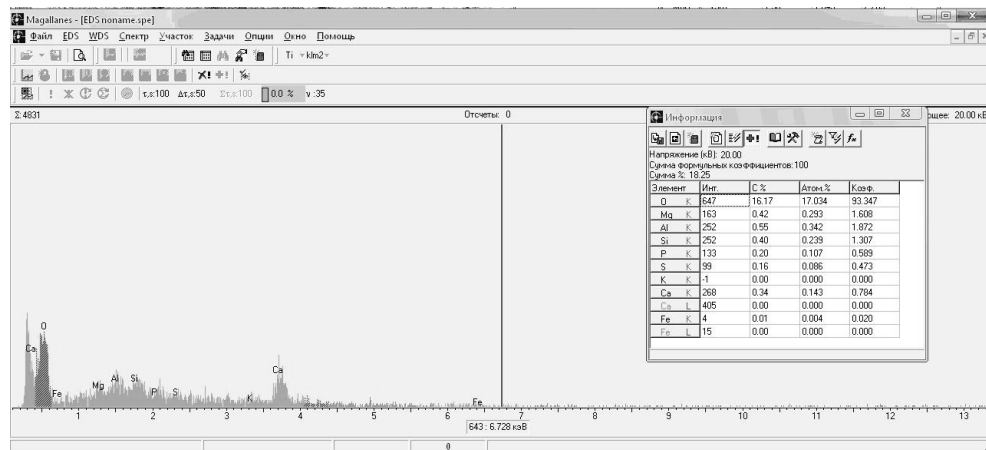 Magallanes - [EDS noname.spe]
Файл EDS WDS Спектр Участок Задачи Опции Окно Помощь
Ti klm2
τ,s:100 Δτ,s:50 Στ,s:100 0.0 % v :35
Σ: 4831 Отсчеты: 0 ющее: 20.00 кВ
Информация
Напряжение (кВ): 20.00
Сумма формульных коэффициентов:100
Сумма %: 18.25
Элемент Инт. C % Атом.% Коэф.
O K 647 16.17 17.034 93.347
Mg K 163 0.42 0.293 1.608
Al K 252 0.55 0.342 1.872
Si K 252 0.40 0.239 1.307
P K 133 0.20 0.107 0.589
S K 99 0.16 0.086 0.473
K K -1 0.00 0.000 0.000
Ca K 268 0.34 0.143 0.784
Ca L 405 0.00 0.000 0.000
Fe K 4 0.01 0.004 0.020
Fe L 15 0.00 0.000 0.000
O
Ca
Fe
Mg
Al
Si
P
S
K
Ca
Fe
1 2 3 4 5 6 7 8 9 10 11 12 13
643 : 6.728 кэВ
0